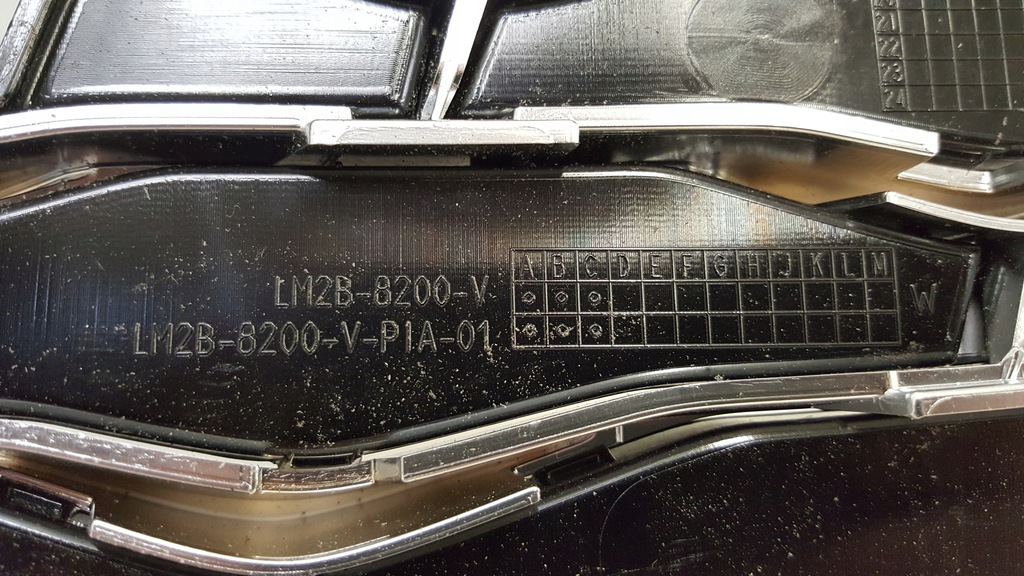 21
22
23
24
LM2B-8200-V
LM2B-8200-V-PIA-01
A B C D E F G H J K L M
W